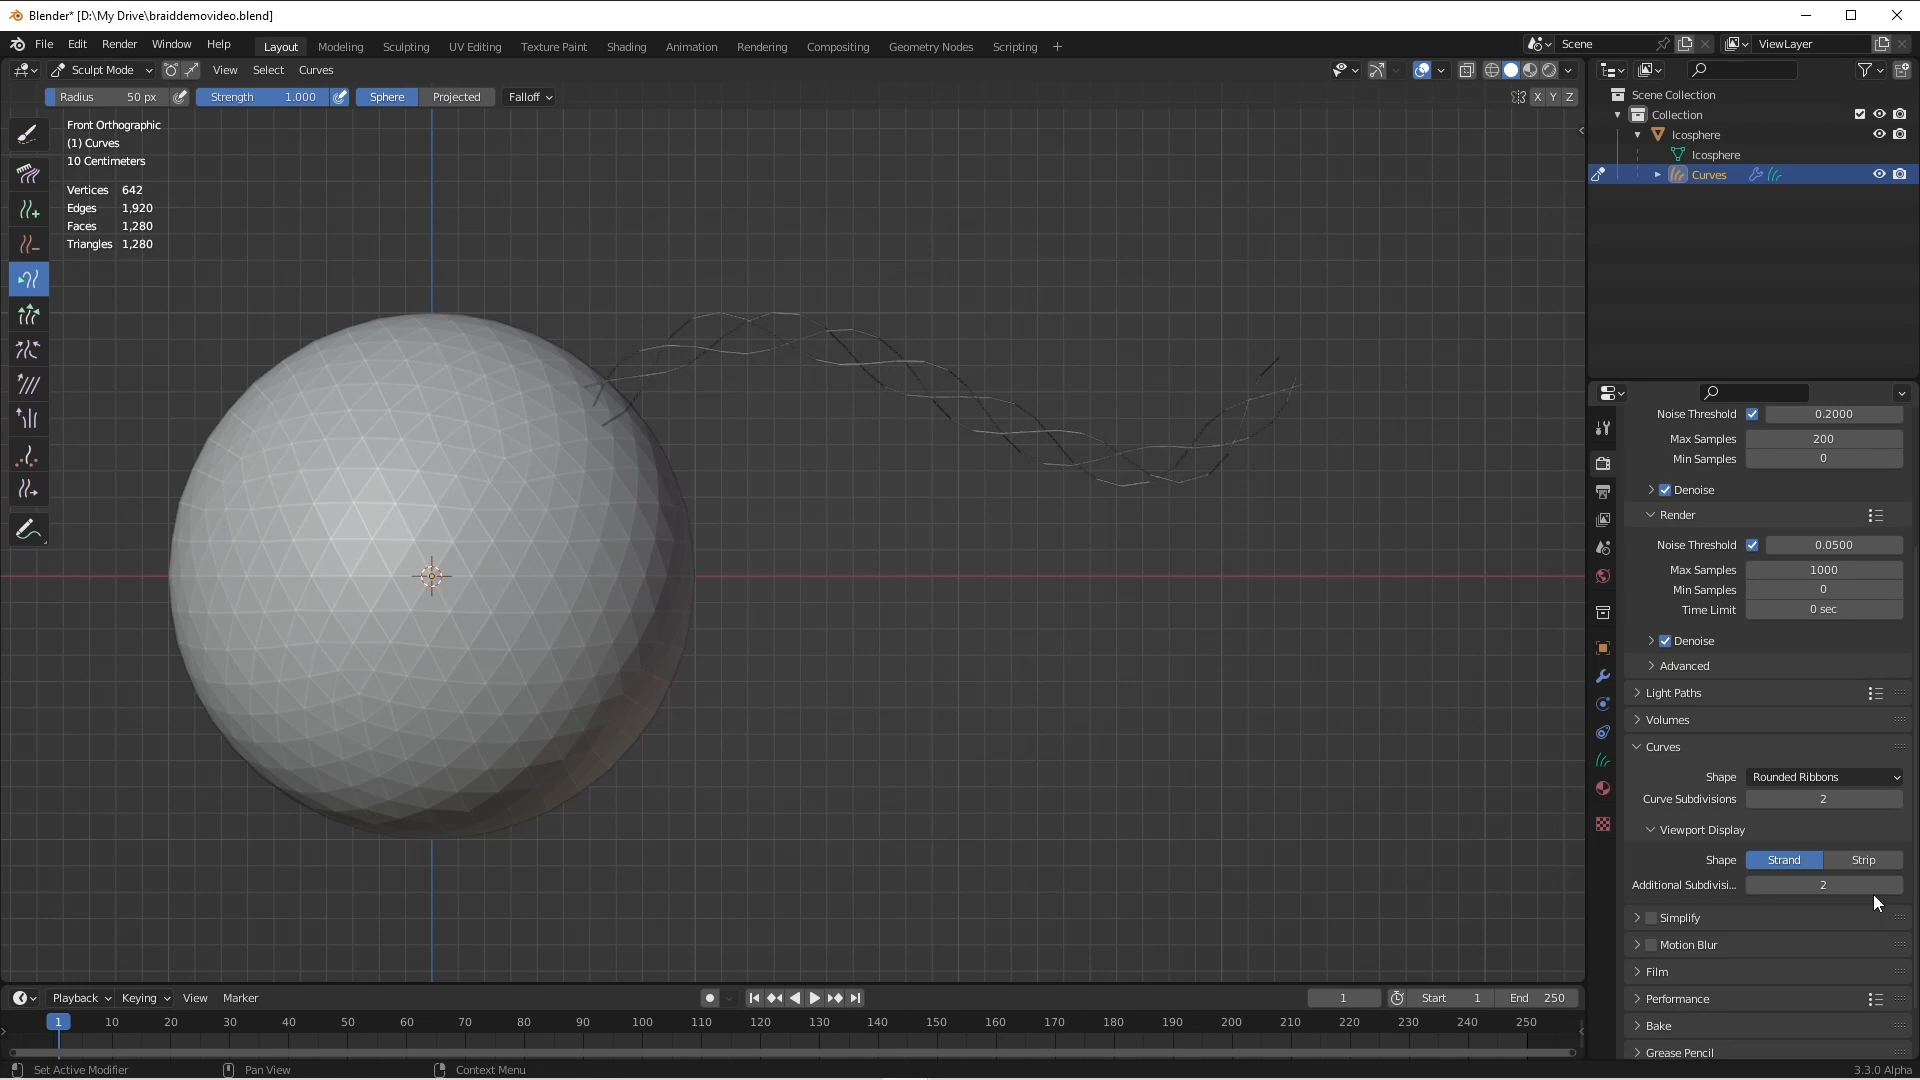 Blender* [D:\My Drive\braiddemovideo.blend]
File Edit Render Window Help Layout Modeling Sculpting UV Editing Texture Paint Shading Animation Rendering Compositing Geometry Nodes Scripting + Scene ViewLayer
Sculpt Mode View Select Curves
Radius 50 px Strength 1.000 Sphere Projected Falloff X Y Z
Front Orthographic
(1) Curves
10 Centimeters
Vertices 642
Edges 1,920
Faces 1,280
Triangles 1,280
Scene Collection
Collection
Icosphere
Icosphere
Curves
Noise Threshold 0.2000
Max Samples 200
Min Samples 0
Denoise
Render
Noise Threshold 0.0500
Max Samples 1000
Min Samples 0
Time Limit 0 sec
Denoise
Advanced
Light Paths
Volumes
Curves
Shape Rounded Ribbons
Curve Subdivisions 2
Viewport Display
Shape Strand Strip
Additional Subdivisi... 2
Simplify
Motion Blur
Film
Performance
Bake
Grease Pencil
Playback Keying View Marker 1 Start 1 End 250
1 10 20 30 40 50 60 70 80 90 100 110 120 130 140 150 160 170 180 190 200 210 220 230 240 250
Set Active Modifier Pan View Context Menu 3.3.0 Alpha